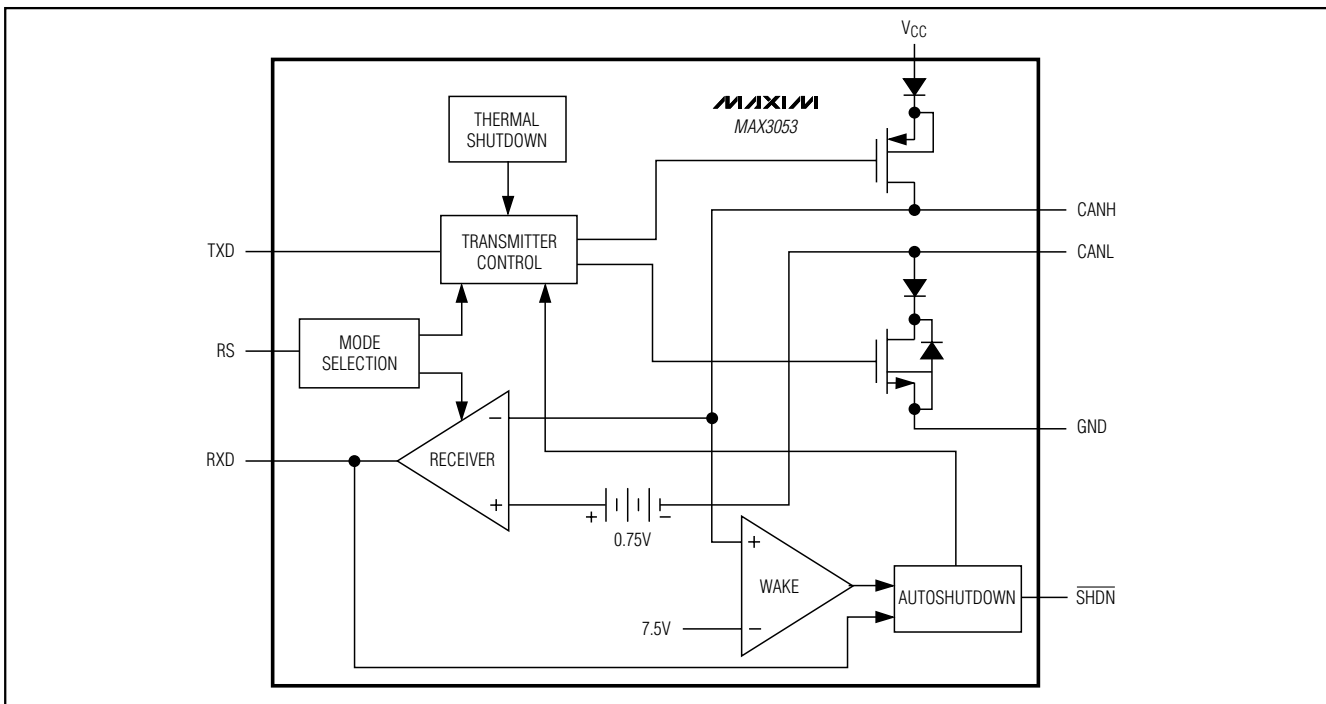 VCC
MAXIM
MAX3053
THERMAL
SHUTDOWN
CANH
TXD
TRANSMITTER
CONTROL
CANL
RS
MODE
SELECTION
−
GND
RXD
RECEIVER
+
+ −
0.75V
+
WAKE
AUTOSHUTDOWN
SHDN
7.5V
−